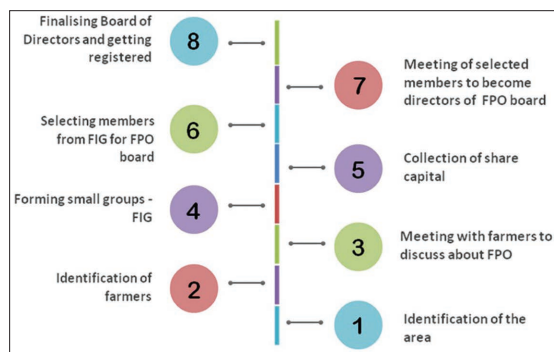 Finalising Board of
Directors and getting
registered
8
7
Meeting of selected
members to become
directors of FPO board
Selecting members
from FIG for FPO
board
6
5
Collection of share
capital
Forming small groups -
FIG
4
3
Meeting with farmers to
discuss about FPO
Identification of
farmers
2
1
Identification of the
area